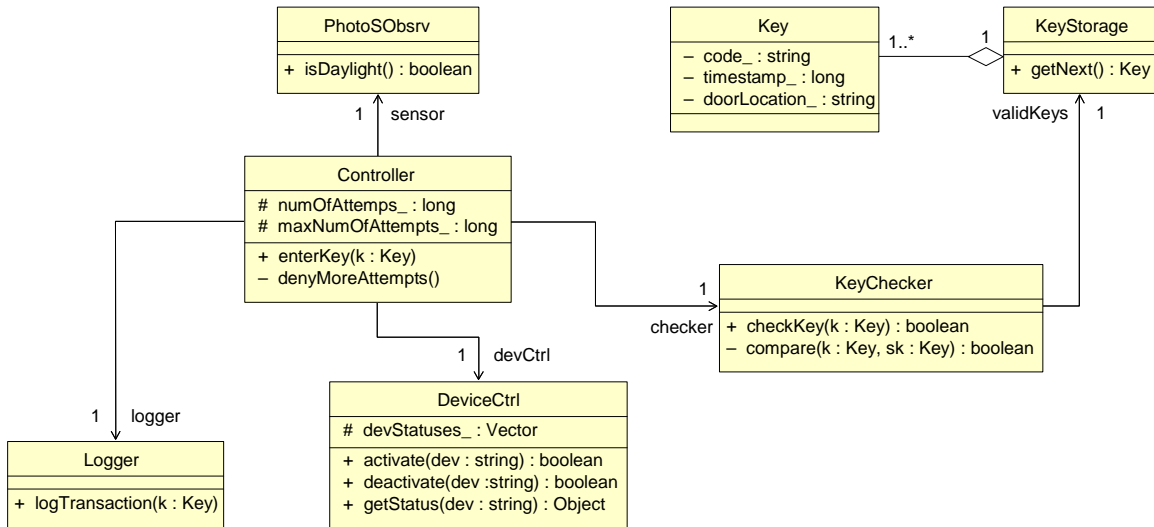 PhotoSObsrv
+ isDaylight() : boolean
1 sensor
Key
– code_ : string
– timestamp_ : long
– doorLocation_ : string
1..*
1
KeyStorage
+ getNext() : Key
validKeys 1
Controller
# numOfAttemps_ : long
# maxNumOfAttempts_ : long
+ enterKey(k : Key)
– denyMoreAttempts()
1
checker
KeyChecker
+ checkKey(k : Key) : boolean
– compare(k : Key, sk : Key) : boolean
1 devCtrl
DeviceCtrl
# devStatuses_ : Vector
+ activate(dev : string) : boolean
+ deactivate(dev :string) : boolean
+ getStatus(dev : string) : Object
1 logger
Logger
+ logTransaction(k : Key)